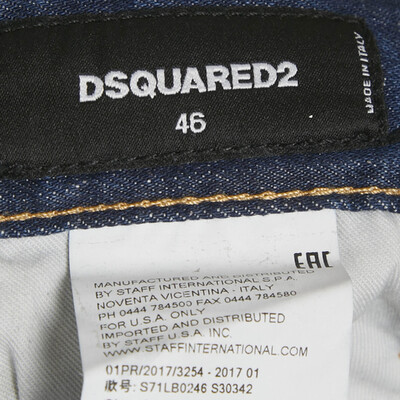 DSQUARED2
46
MADE IN ITALY
EAC
MANUFACTURED AND DISTRIBUTED
BY STAFF INTERNATIONAL S.P.A.
NOVENTA VICENTINA - ITALY
PH 0444 784500 FAX 0444 784580
FOR U.S.A. ONLY
IMPORTED AND DISTRIBUTED
BY STAFF U.S.A. INC.
WWW.STAFFINTERNATIONAL.COM
01PR/2017/3254 - 2017 01
款号: S71LB0246 S30342